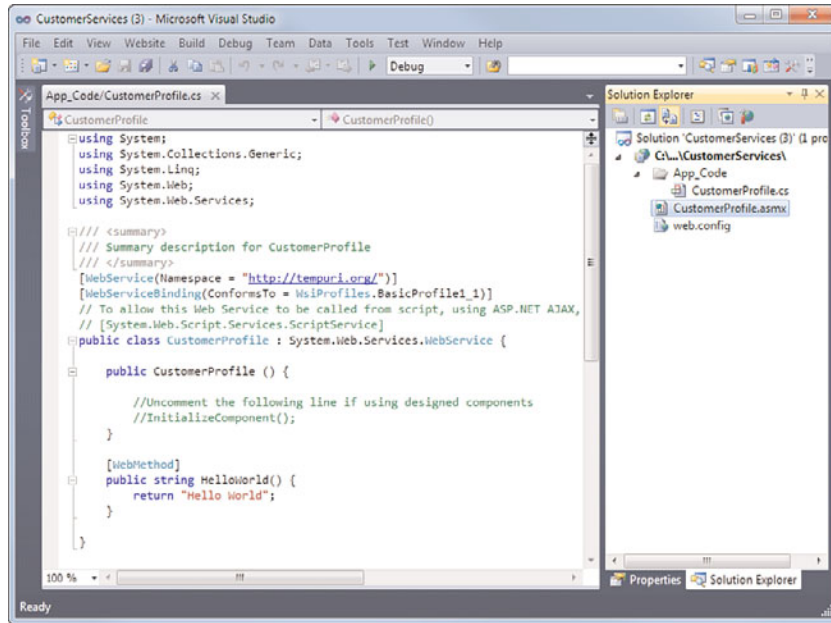 CustomerServices (3) - Microsoft Visual Studio
File Edit View Website Build Debug Team Data Tools Test Window Help
Debug
Toolbox
App_Code/CustomerProfile.cs
CustomerProfile
CustomerProfile()
using System;
using System.Collections.Generic;
using System.Linq;
using System.Web;
using System.Web.Services;
/// <summary>
/// Summary description for CustomerProfile
/// </summary>
[WebService(Namespace = "http://tempuri.org/")]
[WebServiceBinding(ConformsTo = WsiProfiles.BasicProfile1_1)]
// To allow this Web Service to be called from script, using ASP.NET AJAX,
// [System.Web.Script.Services.ScriptService]
public class CustomerProfile : System.Web.Services.WebService {
public CustomerProfile () {
//Uncomment the following line if using designed components
//InitializeComponent();
}
[WebMethod]
public string HelloWorld() {
return "Hello World";
}
}
100 %
Solution Explorer
Solution 'CustomerServices (3)' (1 pro
C:\...\CustomerServices\
App_Code
CustomerProfile.cs
CustomerProfile.asmx
web.config
Properties Solution Explorer
Ready